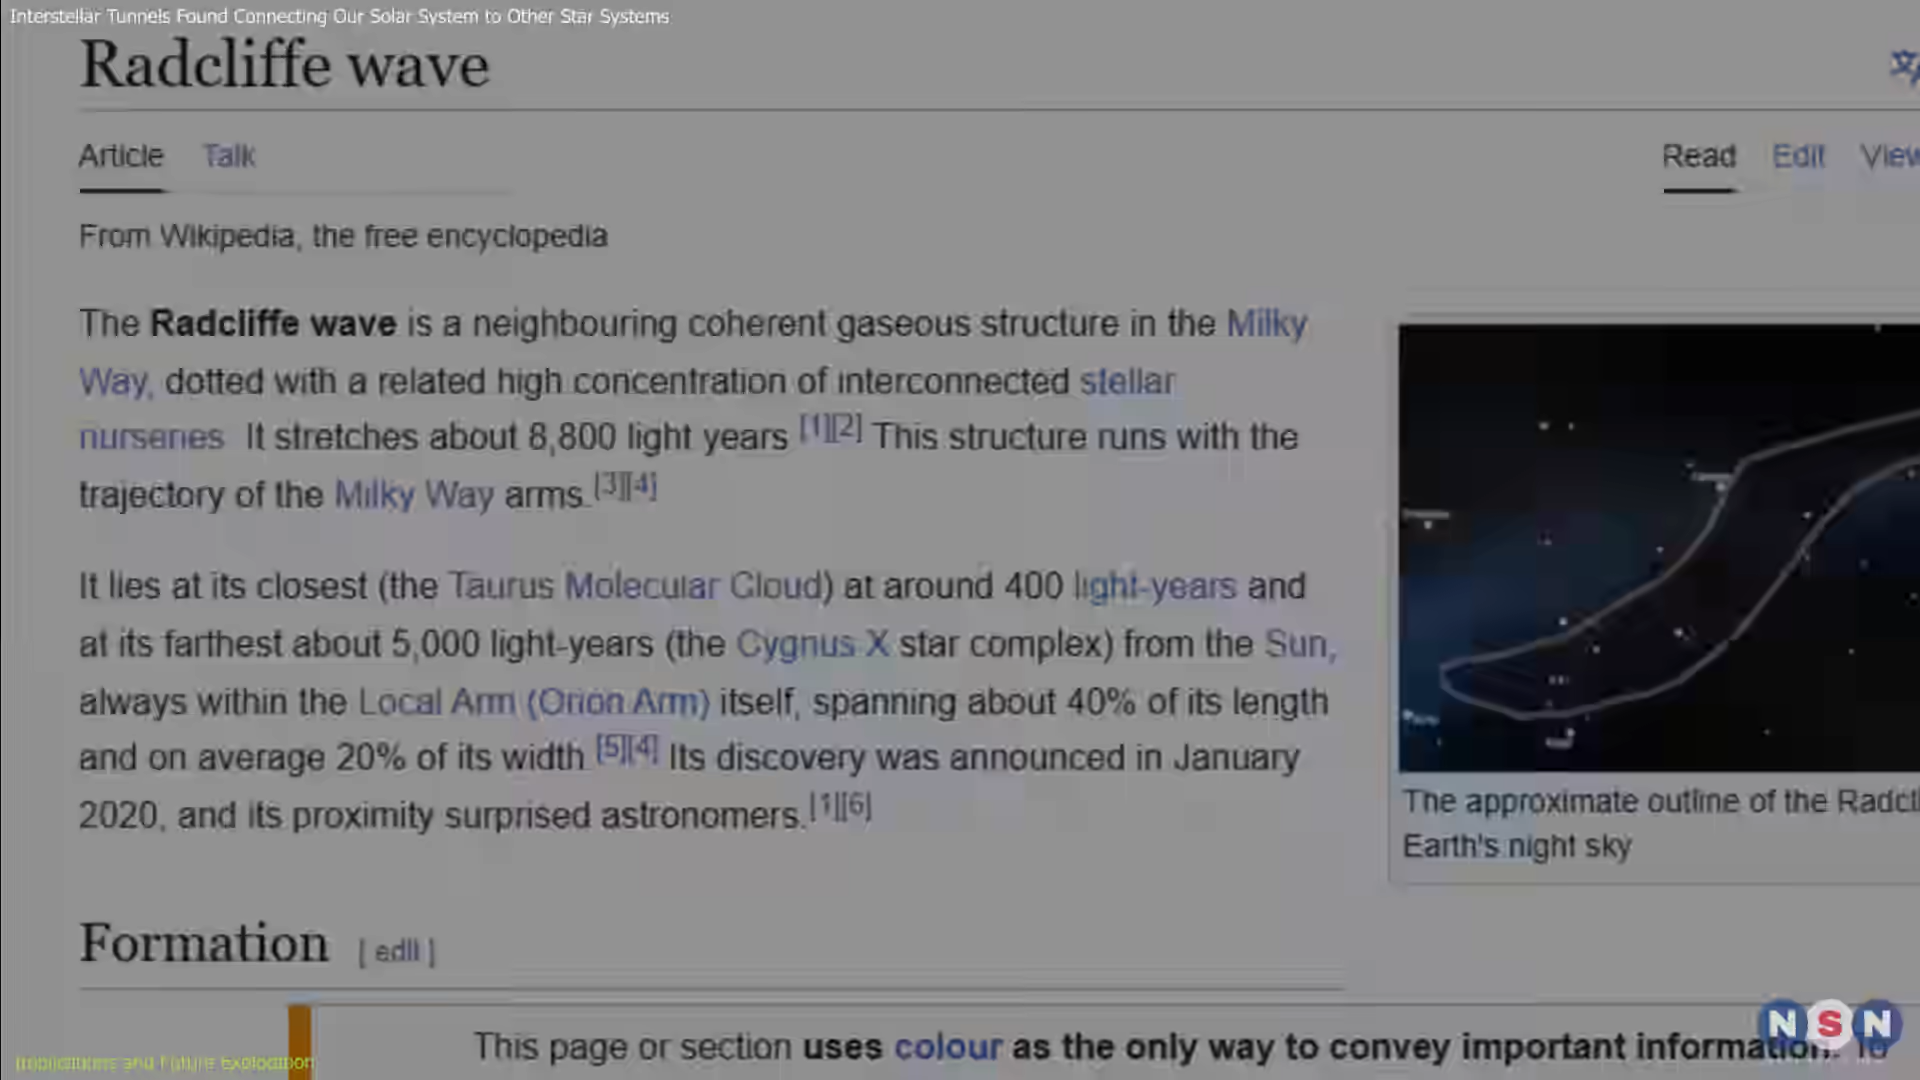 Interstellar Tunnels Found Connecting Our Solar System to Other Star Systems
Radcliffe wave
Article Talk
Read Edit View
From Wikipedia, the free encyclopedia
The Radcliffe wave is a neighbouring coherent gaseous structure in the Milky
Way, dotted with a related high concentration of interconnected stellar
nurseries. It stretches about 8,800 light years.[1][2] This structure runs with the
trajectory of the Milky Way arms.[3][4]
It lies at its closest (the Taurus Molecular Cloud) at around 400 light-years and
at its farthest about 5,000 light-years (the Cygnus X star complex) from the Sun,
always within the Local Arm (Orion Arm) itself, spanning about 40% of its length
and on average 20% of its width.[5][4] Its discovery was announced in January
2020, and its proximity surprised astronomers.[1][6]
The approximate outline of the Radcl
Earth's night sky
Formation [ edit ]
This page or section uses colour as the only way to convey important information. To
NSN
Implications and Future Exploration